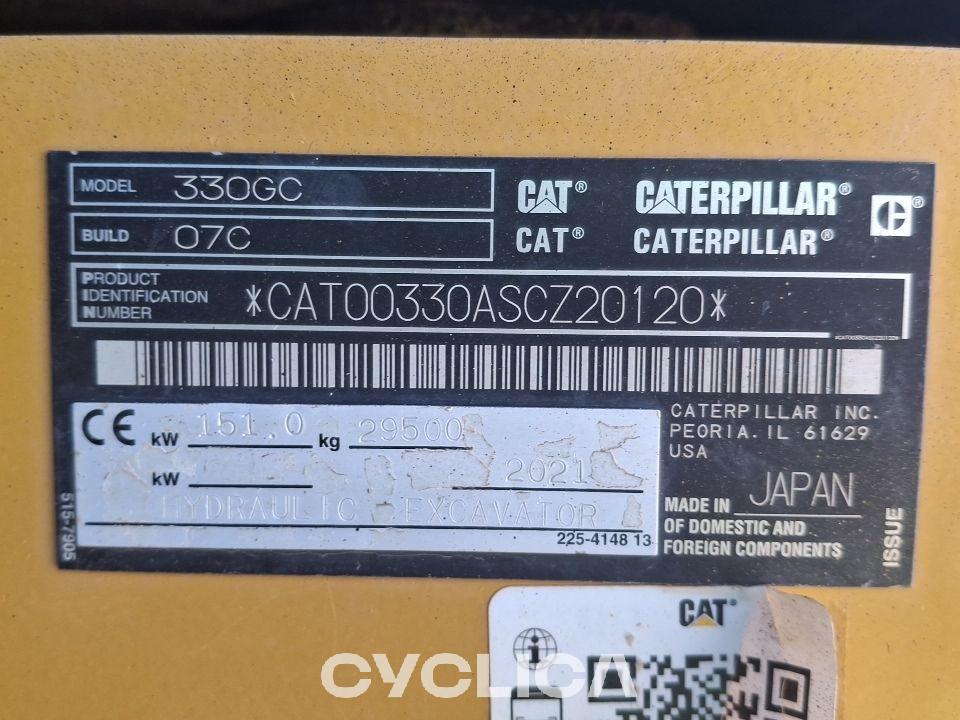 MODEL 330GC
CAT® CATERPILLAR®
BUILD 07C
CAT® CATERPILLAR®
PRODUCT
IDENTIFICATION
NUMBER
*CAT00330ASCZ20120*
*CAT00330ASCZ20120*
CE kW 151.0 kg 29500
kW 2021
HYDRAULIC EXCAVATOR
225-4148 13
515-7905
CATERPILLAR INC.
PEORIA. IL 61629
USA
MADE IN JAPAN
OF DOMESTIC AND
FOREIGN COMPONENTS
ISSUE
CAT®
CYCLICA